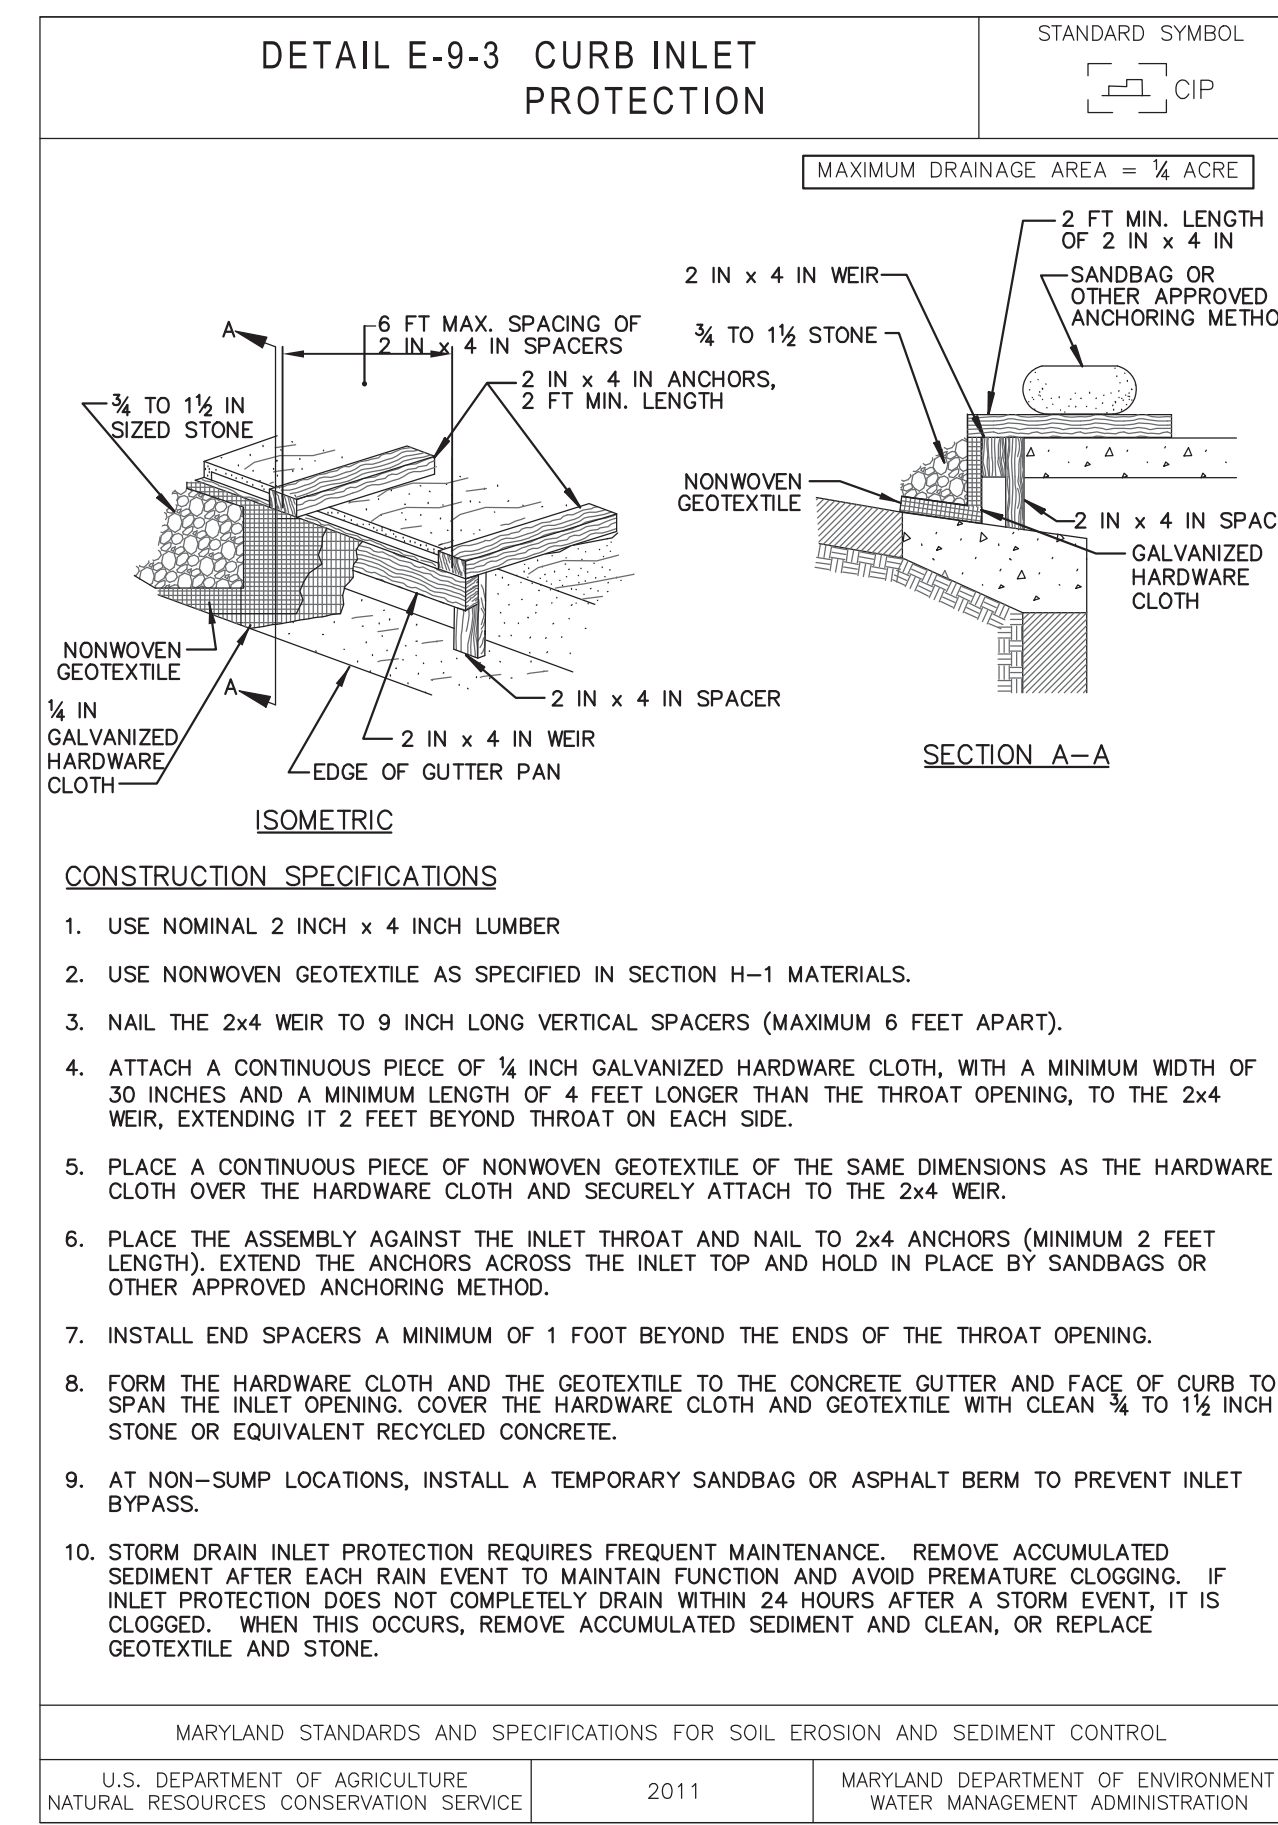 DETAIL E-9-3 CURB INLET
PROTECTION
STANDARD SYMBOL
CIP
MAXIMUM DRAINAGE AREA = ¼ ACRE
2 FT MIN. LENGTH
OF 2 IN x 4 IN
2 IN x 4 IN WEIR
SANDBAG OR
OTHER APPROVED
ANCHORING METHO
¾ TO 1½ STONE
NONWOVEN
GEOTEXTILE
2 IN x 4 IN SPAC
GALVANIZED
HARDWARE
CLOTH
SECTION A–A
A
6 FT MAX. SPACING OF
2 IN x 4 IN SPACERS
2 IN x 4 IN ANCHORS,
2 FT MIN. LENGTH
¾ TO 1½ IN
SIZED STONE
NONWOVEN
GEOTEXTILE
A
¼ IN
GALVANIZED
HARDWARE
CLOTH
2 IN x 4 IN SPACER
2 IN x 4 IN WEIR
EDGE OF GUTTER PAN
ISOMETRIC
CONSTRUCTION SPECIFICATIONS
1. USE NOMINAL 2 INCH x 4 INCH LUMBER
2. USE NONWOVEN GEOTEXTILE AS SPECIFIED IN SECTION H–1 MATERIALS.
3. NAIL THE 2x4 WEIR TO 9 INCH LONG VERTICAL SPACERS (MAXIMUM 6 FEET APART).
4. ATTACH A CONTINUOUS PIECE OF ¼ INCH GALVANIZED HARDWARE CLOTH, WITH A MINIMUM WIDTH OF
30 INCHES AND A MINIMUM LENGTH OF 4 FEET LONGER THAN THE THROAT OPENING, TO THE 2x4
WEIR, EXTENDING IT 2 FEET BEYOND THROAT ON EACH SIDE.
5. PLACE A CONTINUOUS PIECE OF NONWOVEN GEOTEXTILE OF THE SAME DIMENSIONS AS THE HARDWARE
CLOTH OVER THE HARDWARE CLOTH AND SECURELY ATTACH TO THE 2x4 WEIR.
6. PLACE THE ASSEMBLY AGAINST THE INLET THROAT AND NAIL TO 2x4 ANCHORS (MINIMUM 2 FEET
LENGTH). EXTEND THE ANCHORS ACROSS THE INLET TOP AND HOLD IN PLACE BY SANDBAGS OR
OTHER APPROVED ANCHORING METHOD.
7. INSTALL END SPACERS A MINIMUM OF 1 FOOT BEYOND THE ENDS OF THE THROAT OPENING.
8. FORM THE HARDWARE CLOTH AND THE GEOTEXTILE TO THE CONCRETE GUTTER AND FACE OF CURB TO
SPAN THE INLET OPENING. COVER THE HARDWARE CLOTH AND GEOTEXTILE WITH CLEAN ¾ TO 1½ INCH
STONE OR EQUIVALENT RECYCLED CONCRETE.
9. AT NON–SUMP LOCATIONS, INSTALL A TEMPORARY SANDBAG OR ASPHALT BERM TO PREVENT INLET
BYPASS.
10. STORM DRAIN INLET PROTECTION REQUIRES FREQUENT MAINTENANCE. REMOVE ACCUMULATED
SEDIMENT AFTER EACH RAIN EVENT TO MAINTAIN FUNCTION AND AVOID PREMATURE CLOGGING. IF
INLET PROTECTION DOES NOT COMPLETELY DRAIN WITHIN 24 HOURS AFTER A STORM EVENT, IT IS
CLOGGED. WHEN THIS OCCURS, REMOVE ACCUMULATED SEDIMENT AND CLEAN, OR REPLACE
GEOTEXTILE AND STONE.
MARYLAND STANDARDS AND SPECIFICATIONS FOR SOIL EROSION AND SEDIMENT CONTROL
U.S. DEPARTMENT OF AGRICULTURE
NATURAL RESOURCES CONSERVATION SERVICE
2011
MARYLAND DEPARTMENT OF ENVIRONMENT
WATER MANAGEMENT ADMINISTRATION